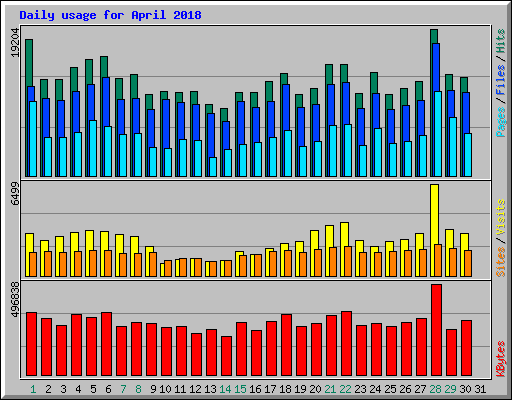 Daily usage for April 2018
19204
Pages / Files / Hits
6499
Sites / Visits
496838
KBytes
1 2 3 4 5 6 7 8 9 10 11 12 13 14 15 16 17 18 19 20 21 22 23 24 25 26 27 28 29 30 31